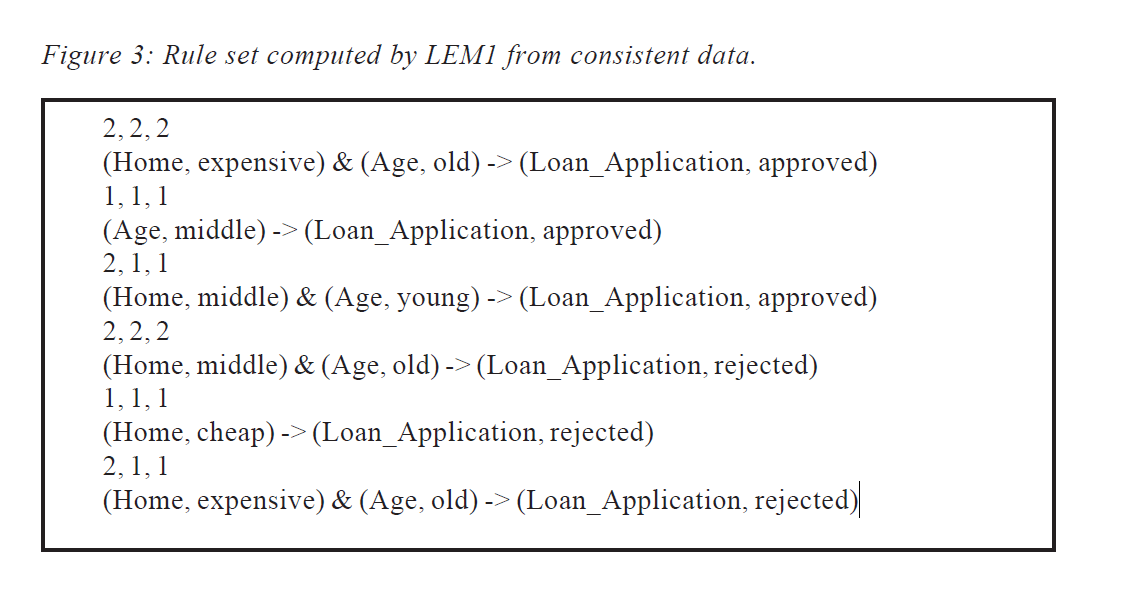 Figure 3: Rule set computed by LEM1 from consistent data.
2, 2, 2
(Home, expensive) & (Age, old) -> (Loan_Application, approved)
1, 1, 1
(Age, middle) -> (Loan_Application, approved)
2, 1, 1
(Home, middle) & (Age, young) -> (Loan_Application, approved)
2, 2, 2
(Home, middle) & (Age, old) -> (Loan_Application, rejected)
1, 1, 1
(Home, cheap) -> (Loan_Application, rejected)
2, 1, 1
(Home, expensive) & (Age, old) -> (Loan_Application, rejected)